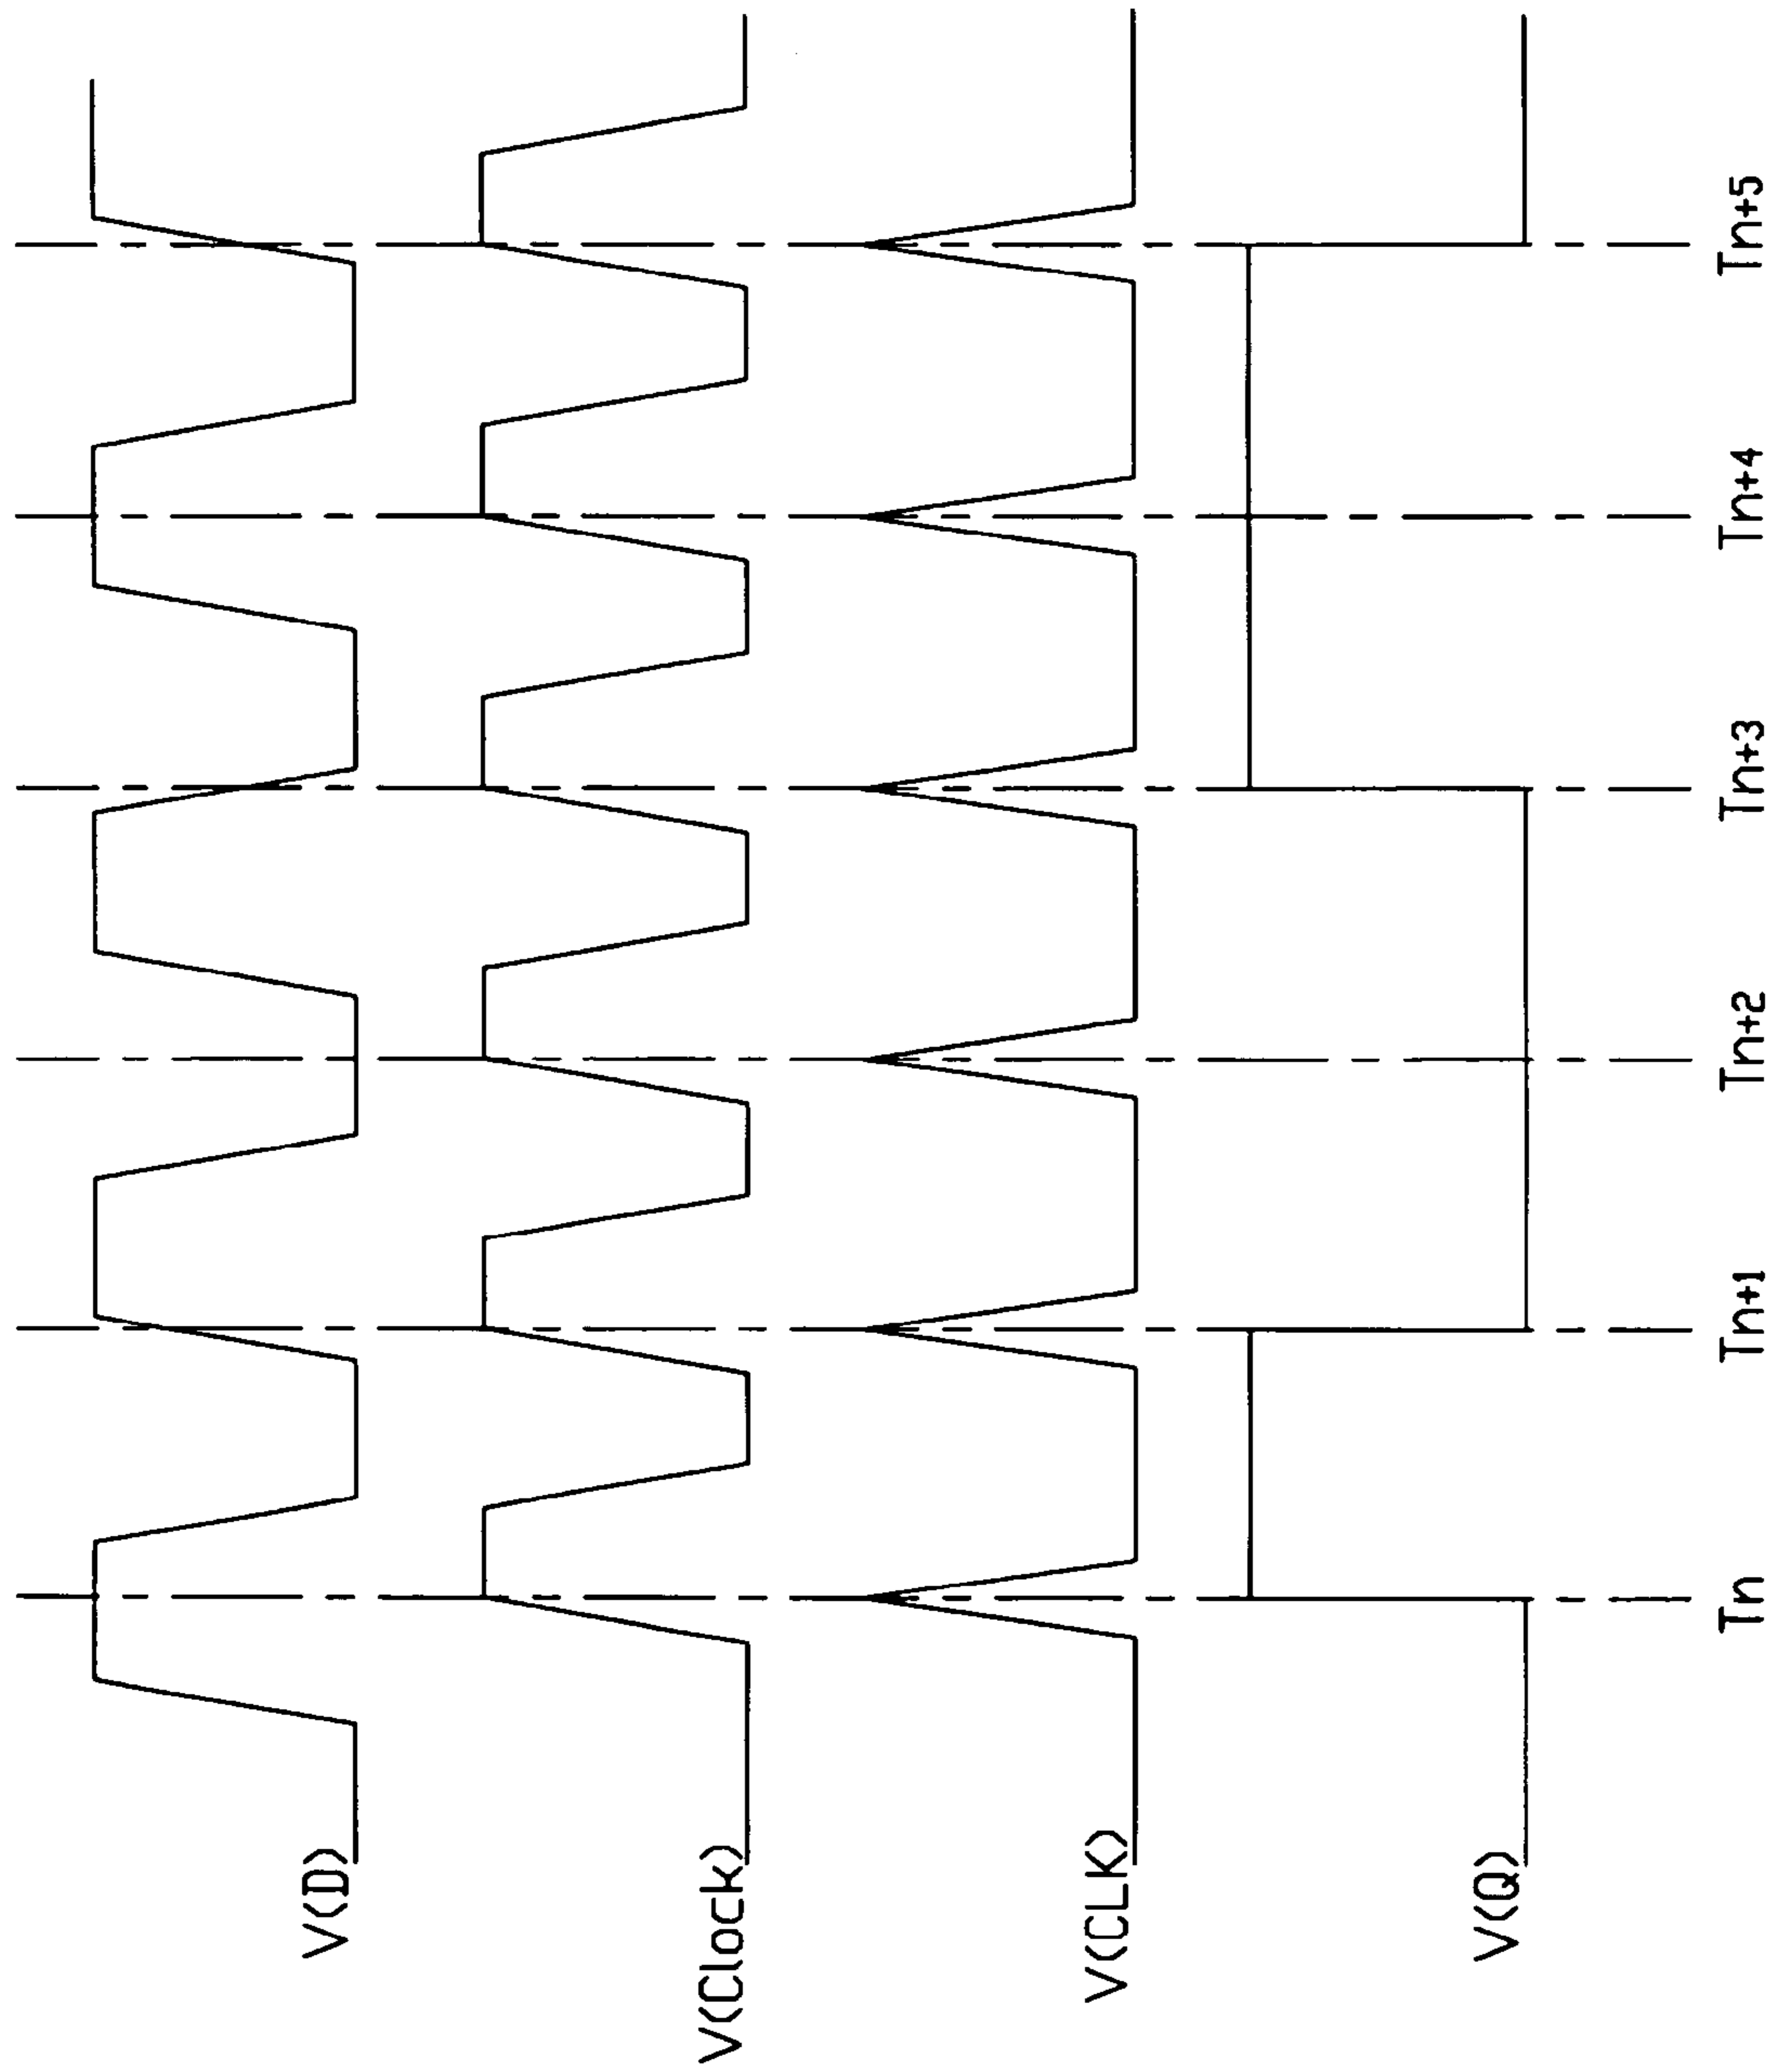 V(D)
V(Clock)
V(CLK)
V(Q)
Tn
Tn+1
Tn+2
Tn+3
Tn+4
Tn+5